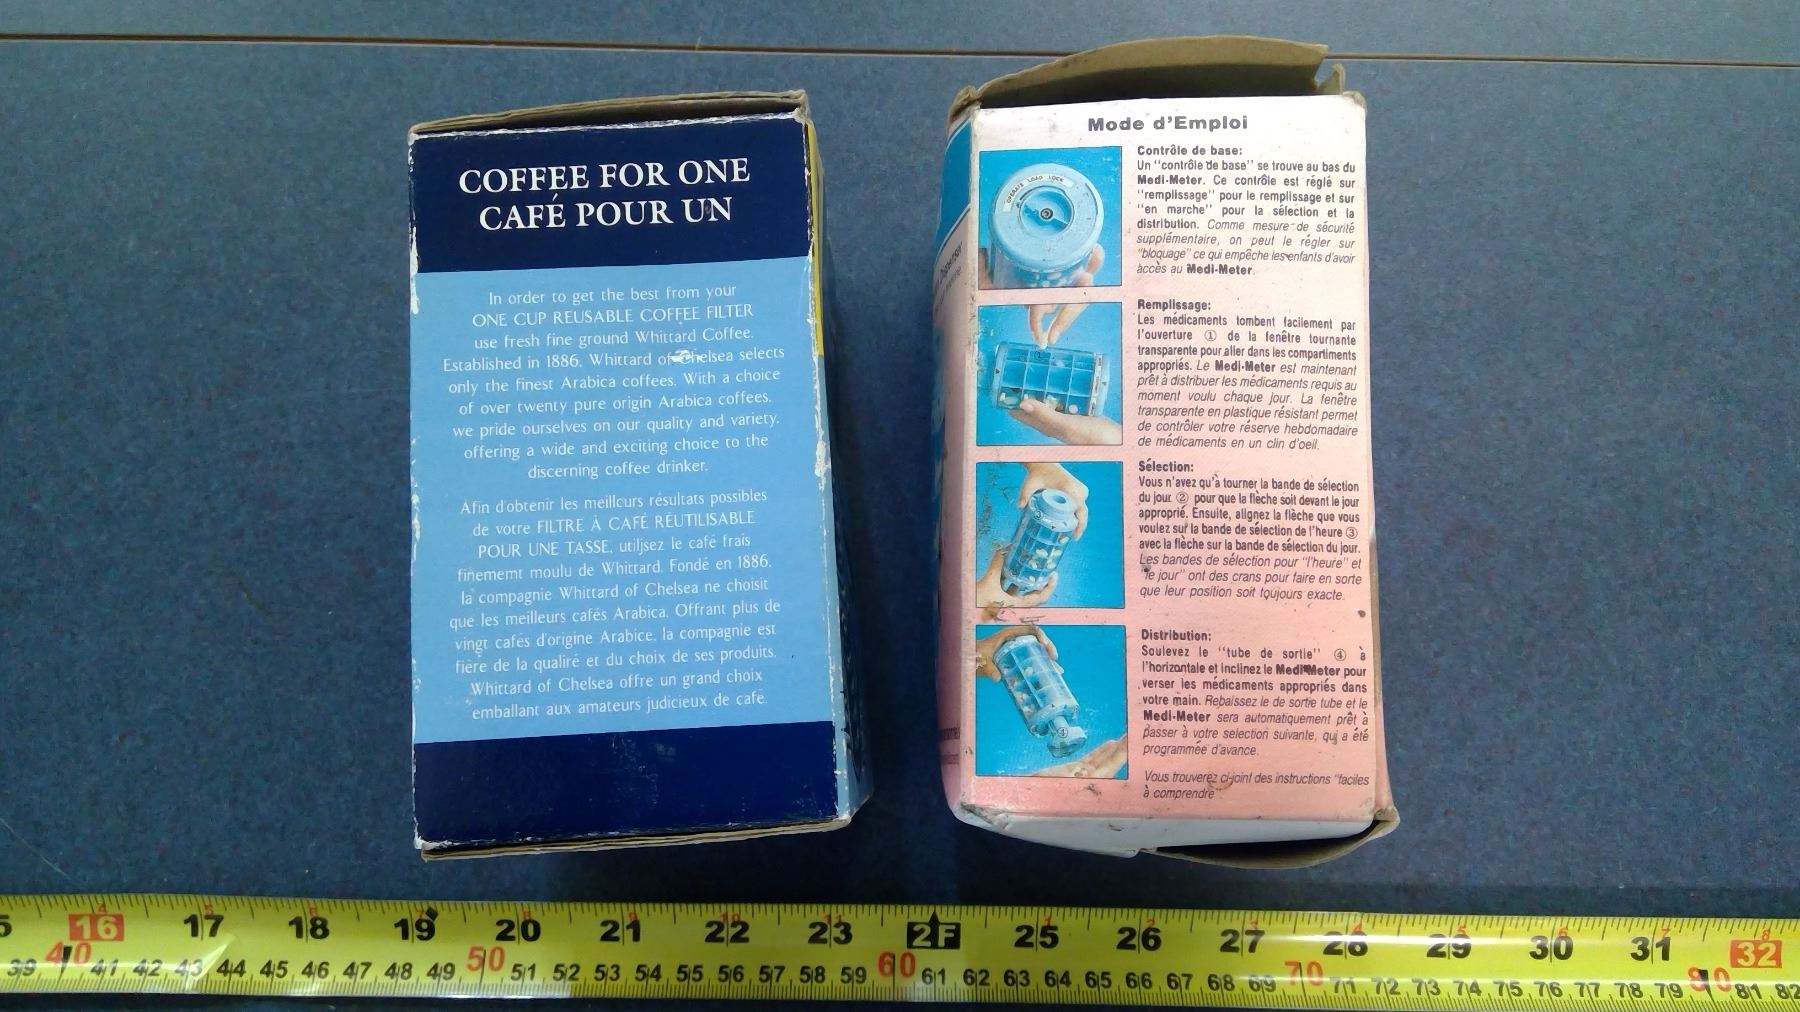 COFFEE FOR ONE
CAFÉ POUR UN
In order to get the best from your
ONE CUP REUSABLE COFFEE FILTER
use fresh fine ground Whittard Coffee.
Established in 1886, Whittard of Chelsea selects
only the finest Arabica coffees. With a choice
of over twenty pure origin Arabica coffees,
we pride ourselves on our quality and variety.
offering a wide and exciting choice to the
discerning coffee drinker.
Afin d'obtenir les meilleurs résultats possibles
de votre FILTRE À CAFÉ RÉUTILISABLE
POUR UNE TASSE, utilisez le café frais
finememt moulu de Whittard. Fondé en 1886,
la compagnie Whittard of Chelsea ne choisit
que les meilleurs cafés Arabica. Offrant plus de
vingt cafés d'origine Arabice, la compagnie est
fière de la qualiré et du choix de ses produits.
Whittard of Chelsea offre un grand choix
emballant aux amateurs judicieux de café.
Mode d'Emploi
OPERATE LOAD LOCK
Contrôle de base:
Un "contrôle de base" se trouve au bas du
Medi-Meter. Ce contrôle est réglé sur
"remplissage" pour le remplissage et sur
"en marche" pour la sélection et la
distribution. Comme mesure de sécurité
supplémentaire, on peut le régler sur
"bloquage" ce qui empêche les enfants d'avoir
accès au Medi-Meter.
Remplissage:
Les médicaments tombent facilement par
l'ouverture ① de la fenêtre tournante
transparente pour aller dans les compartiments
appropriés. Le Medi-Meter est maintenant
prêt à distribuer les médicaments requis au
moment voulu chaque jour. La fenêtre
transparente en plastique résistant permet
de contrôler votre réserve hebdomadaire
de médicaments en un clin d'oeil.
Sélection:
Vous n'avez qu'à tourner la bande de sélection
du jour ② pour que la flèche soit devant le jour
approprié. Ensuite, alignez la flèche que vous
voulez sur la bande de sélection de l'heure ③
avec la flèche sur la bande de sélection du jour.
Les bandes de sélection pour "l'heure" et
"le jour" ont des crans pour faire en sorte
que leur position soit toujours exacte.
Distribution:
Soulevez le "tube de sortie" ④ à
l'horizontale et inclinez le Medi-Meter pour
verser les médicaments appropriés dans
votre main. Rebaissez le de sortie tube et le
Medi-Meter sera automatiquement prêt à
passer à votre selection suivante, qui a été
programmée d'avance.
Vous trouverez ci-joint des instructions "faciles
à comprendre
Dispenser
④
16 17 18 19 20 21 22 23 2F 25 26 27 28 29 30 31 32
39 40 41 42 43 44 45 46 47 48 49 50 51 52 53 54 55 56 57 58 59 60 61 62 63 64 65 66 67 68 69 70 71 72 73 74 75 76 77 78 79 80 81 82